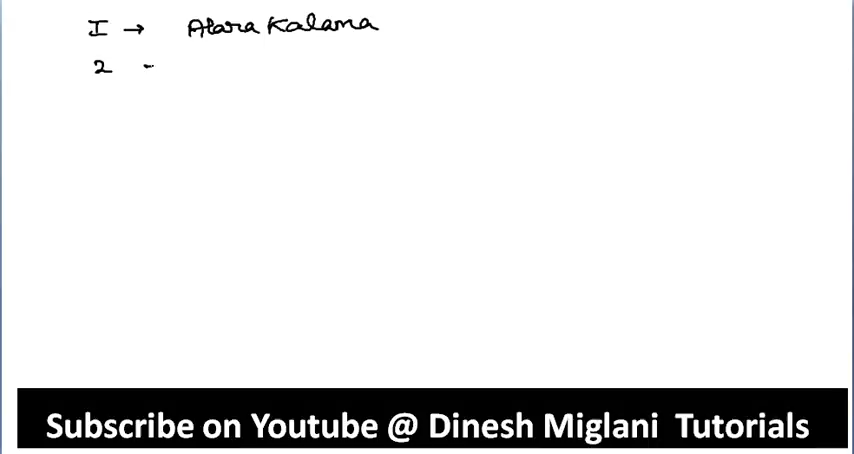 I → Alara Kalama
2 -
Subscribe on Youtube @ Dinesh Miglani Tutorials